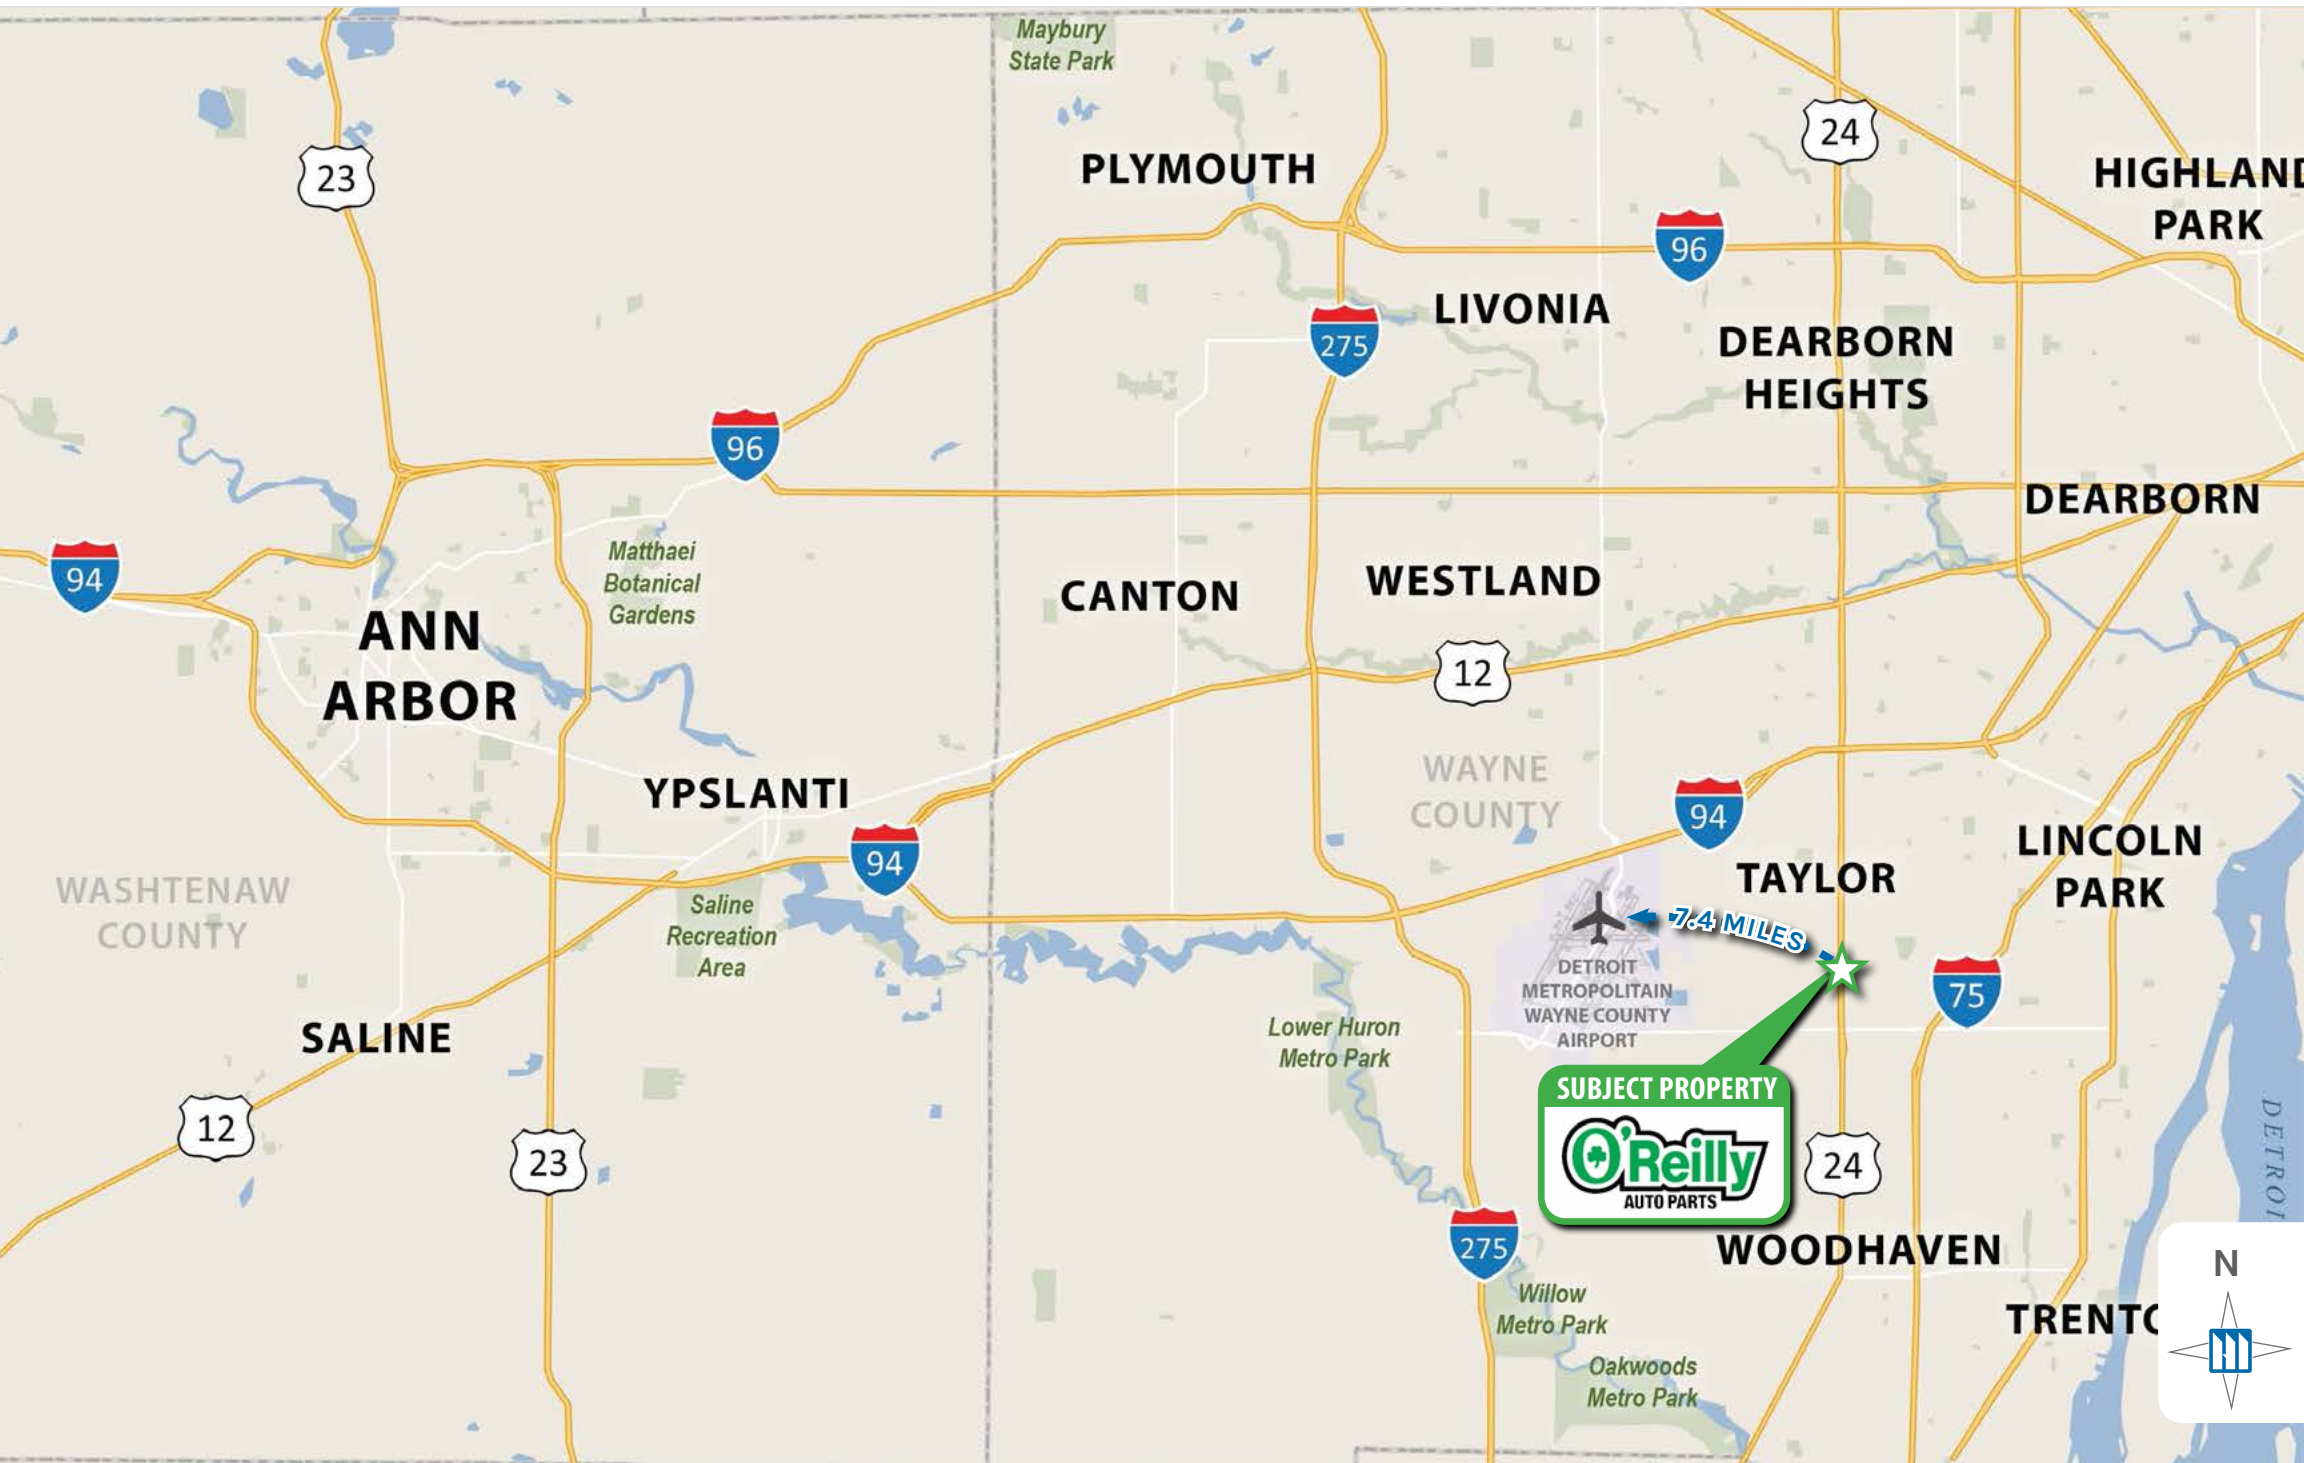 Maybury
State Park
23
24
PLYMOUTH
HIGHLAND
PARK
96
LIVONIA
275
DEARBORN
HEIGHTS
96
DEARBORN
94
Matthaei
Botanical
Gardens
CANTON
WESTLAND
ANN
ARBOR
12
YPSLANTI
WAYNE
COUNTY
94
94
TAYLOR
LINCOLN
PARK
WASHTENAW
COUNTY
Saline
Recreation
Area
7.4 MILES
DETROIT
METROPOLITAIN
WAYNE COUNTY
AIRPORT
75
SALINE
Lower Huron
Metro Park
SUBJECT PROPERTY
O'Reilly
AUTO PARTS
12
23
24
DETROI
275
WOODHAVEN
N
Willow
Metro Park
TRENTO
Oakwoods
Metro Park